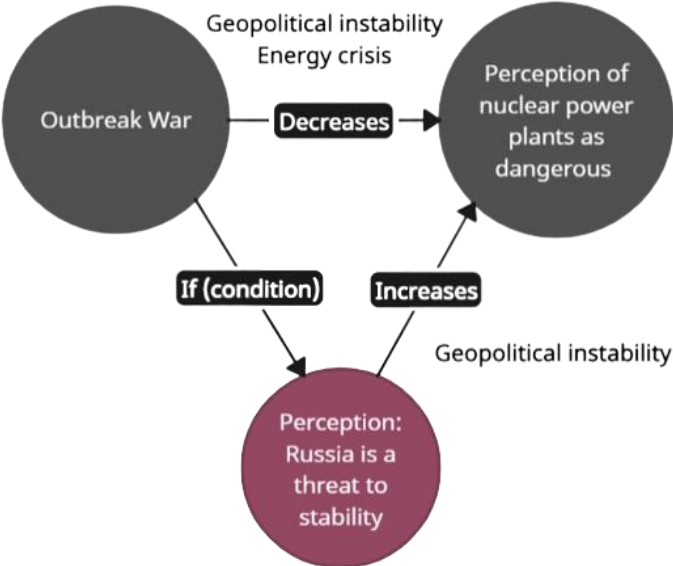 Geopolitical instability
Energy crisis
Outbreak War
Decreases
Perception of
nuclear power
plants as
dangerous
If (condition)
Increases
Geopolitical instability
Perception:
Russia is a
threat to
stability